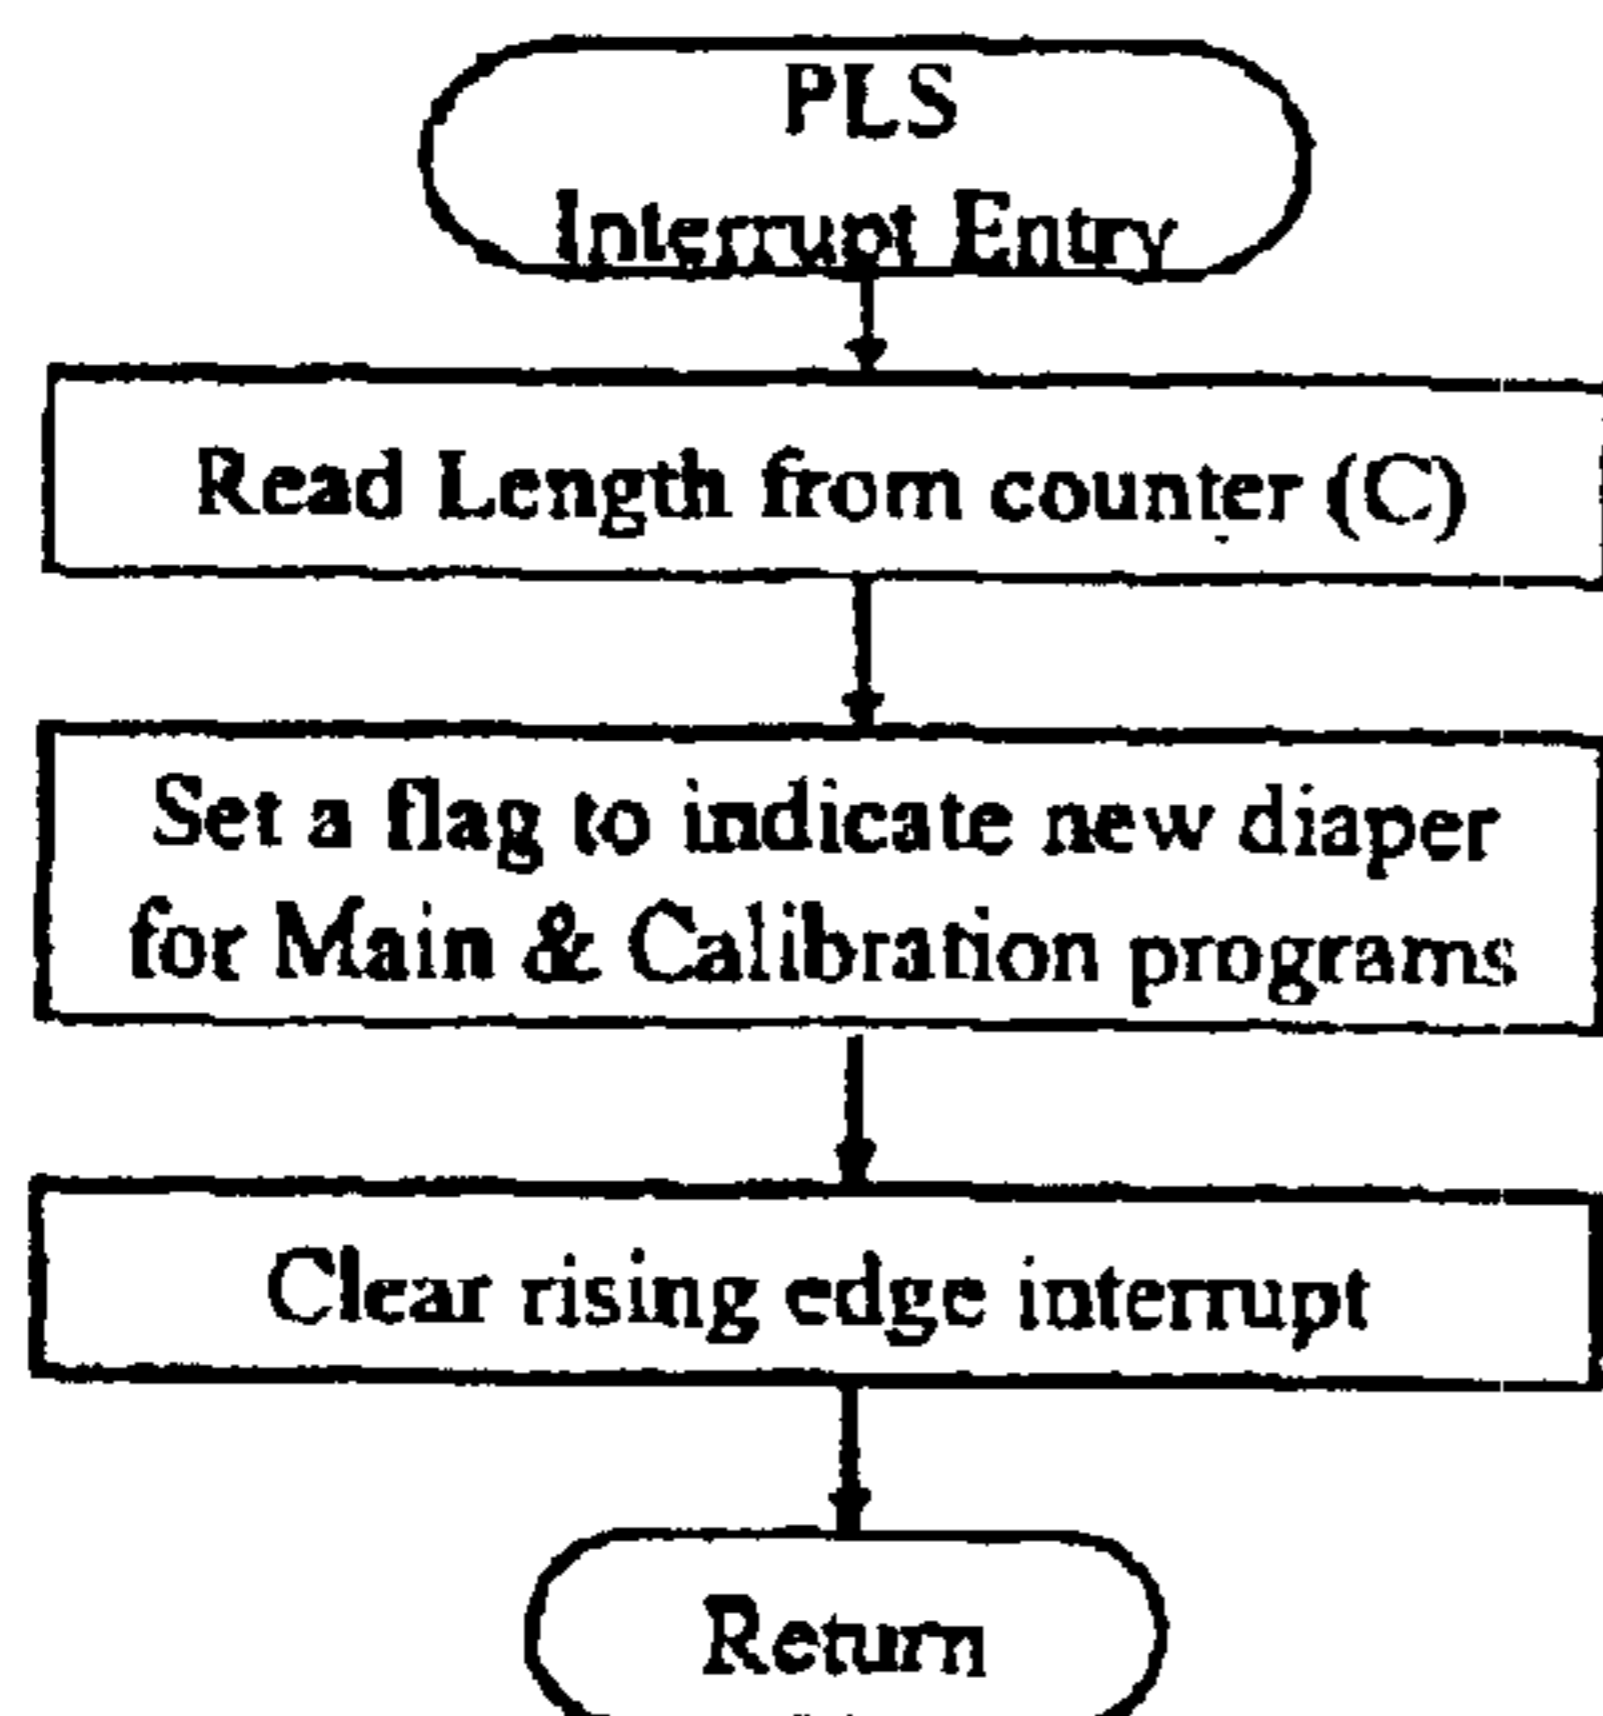 PLS
Interrupt Entry
Read Length from counter (C)
Set a flag to indicate new diaper
for Main & Calibration programs
Clear rising edge interrupt
Return